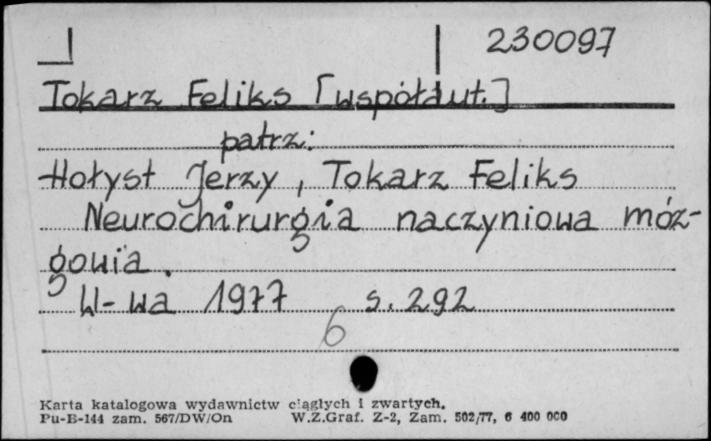 230097
Tokarz Feliks [współaut.]
patrz:
Hołyst Jerzy, Tokarz Feliks
Neurochirurgia naczyniowa móz-
gowia.
W-wa 1977 s. 292
6
Karta katalogowa wydawnictw ciągłych i zwartych.
Pu-B-144 zam. 567/DW/On W.Z.Graf. Z-2, Zam. 502/77, 6 400 000